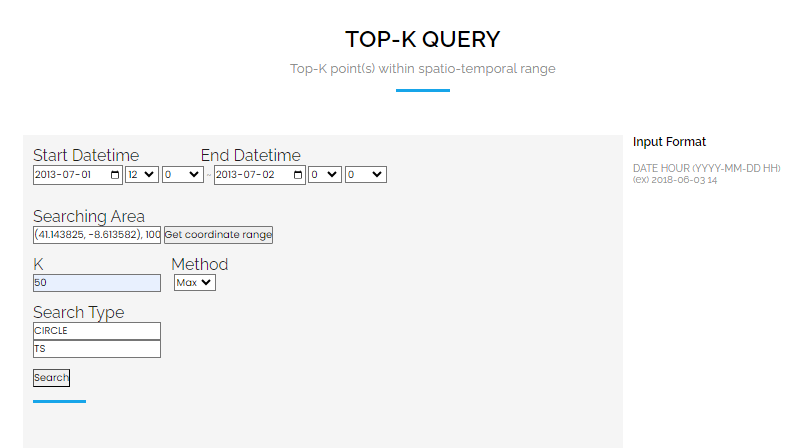 TOP-K QUERY
Top-K point(s) within spatio-temporal range
Start Datetime End Datetime
2013-07-01 12 0 ~ 2013-07-02 0 0
Searching Area
(41.143825, -8.613582), 100 Get coordinate range
K Method
50 Max
Search Type
CIRCLE
TS
Search
Input Format
DATE HOUR (YYYY-MM-DD HH)
(ex) 2018-06-03 14